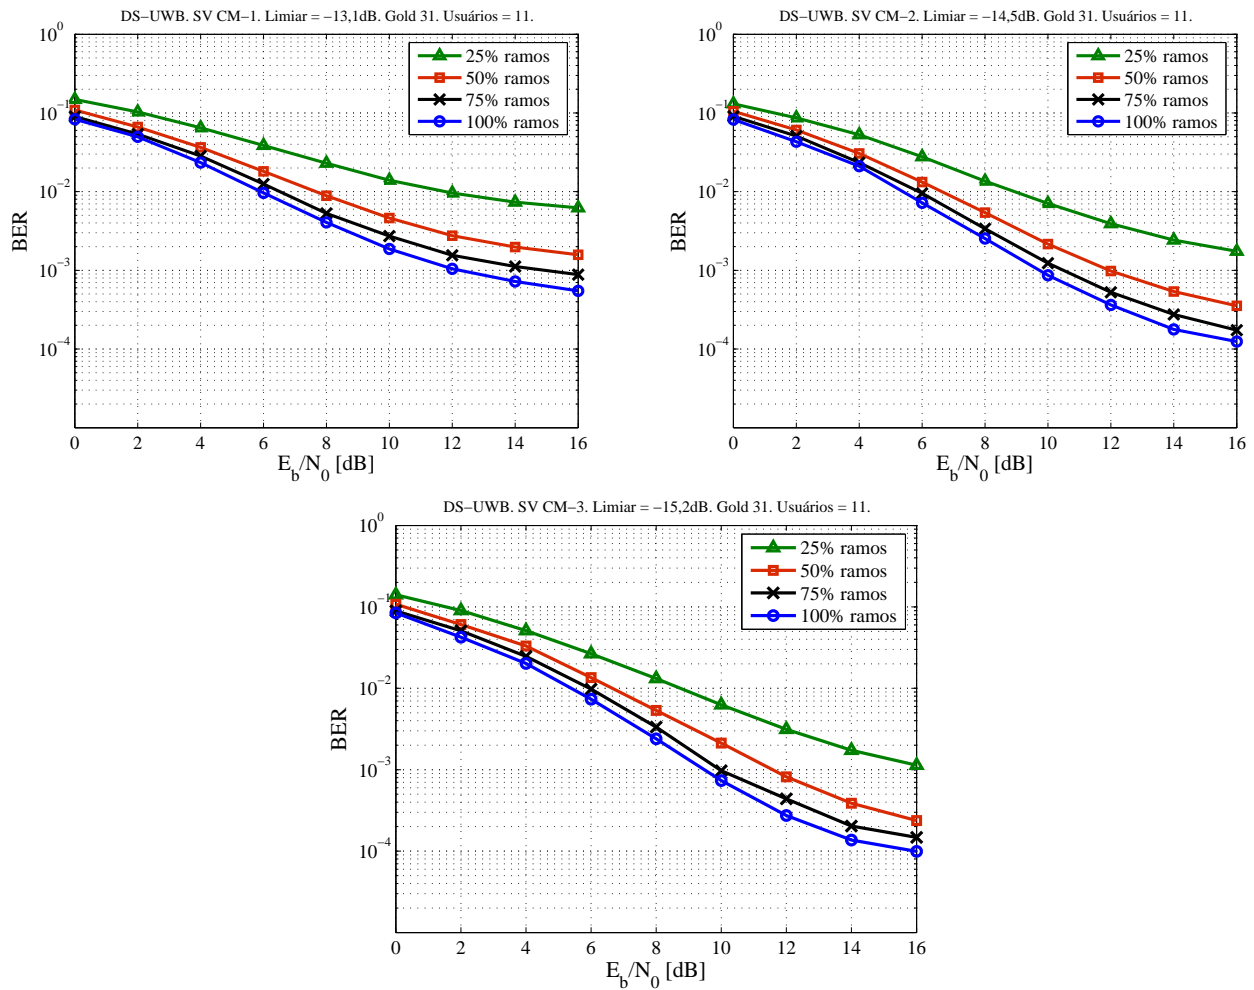 DS−UWB. SV CM−1. Limiar = −13,1dB. Gold 31. Usuários = 11.
10^0
10^−1
10^−2
10^−3
10^−4
BER
25% ramos
50% ramos
75% ramos
100% ramos
0 2 4 6 8 10 12 14 16
E_b/N_0 [dB]
DS−UWB. SV CM−2. Limiar = −14,5dB. Gold 31. Usuários = 11.
10^0
10^−1
10^−2
10^−3
10^−4
BER
25% ramos
50% ramos
75% ramos
100% ramos
0 2 4 6 8 10 12 14 16
E_b/N_0 [dB]
DS−UWB. SV CM−3. Limiar = −15,2dB. Gold 31. Usuários = 11.
10^0
10^−1
10^−2
10^−3
10^−4
BER
25% ramos
50% ramos
75% ramos
100% ramos
0 2 4 6 8 10 12 14 16
E_b/N_0 [dB]